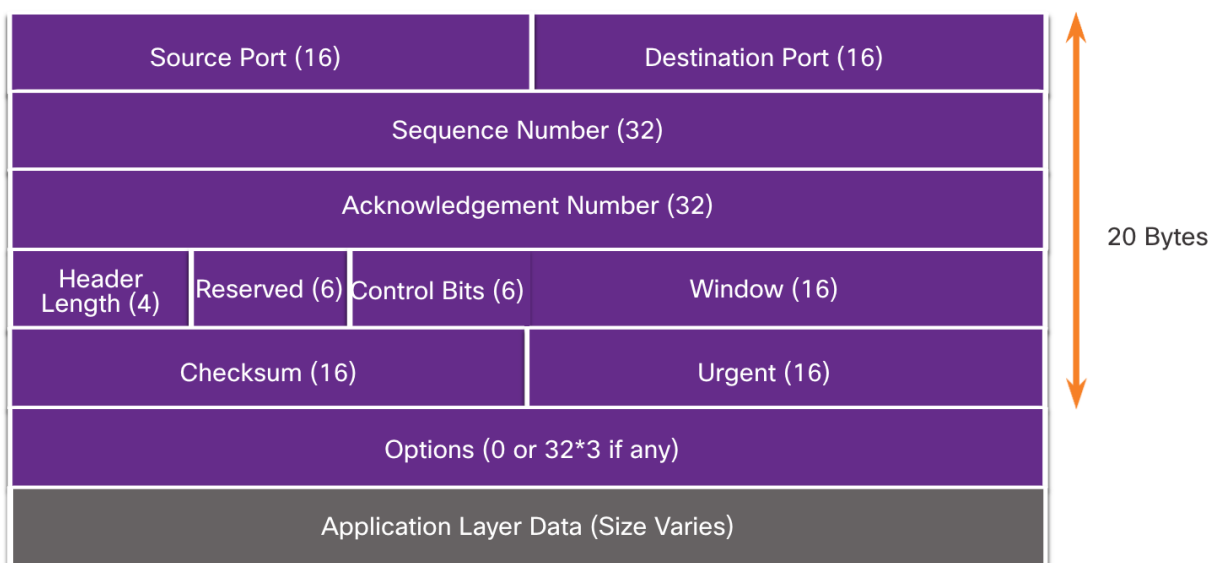 Source Port (16)
Destination Port (16)
Sequence Number (32)
Acknowledgement Number (32)
20 Bytes
Header
Length (4)
Reserved (6)
Control Bits (6)
Window (16)
Checksum (16)
Urgent (16)
Options (0 or 32*3 if any)
Application Layer Data (Size Varies)